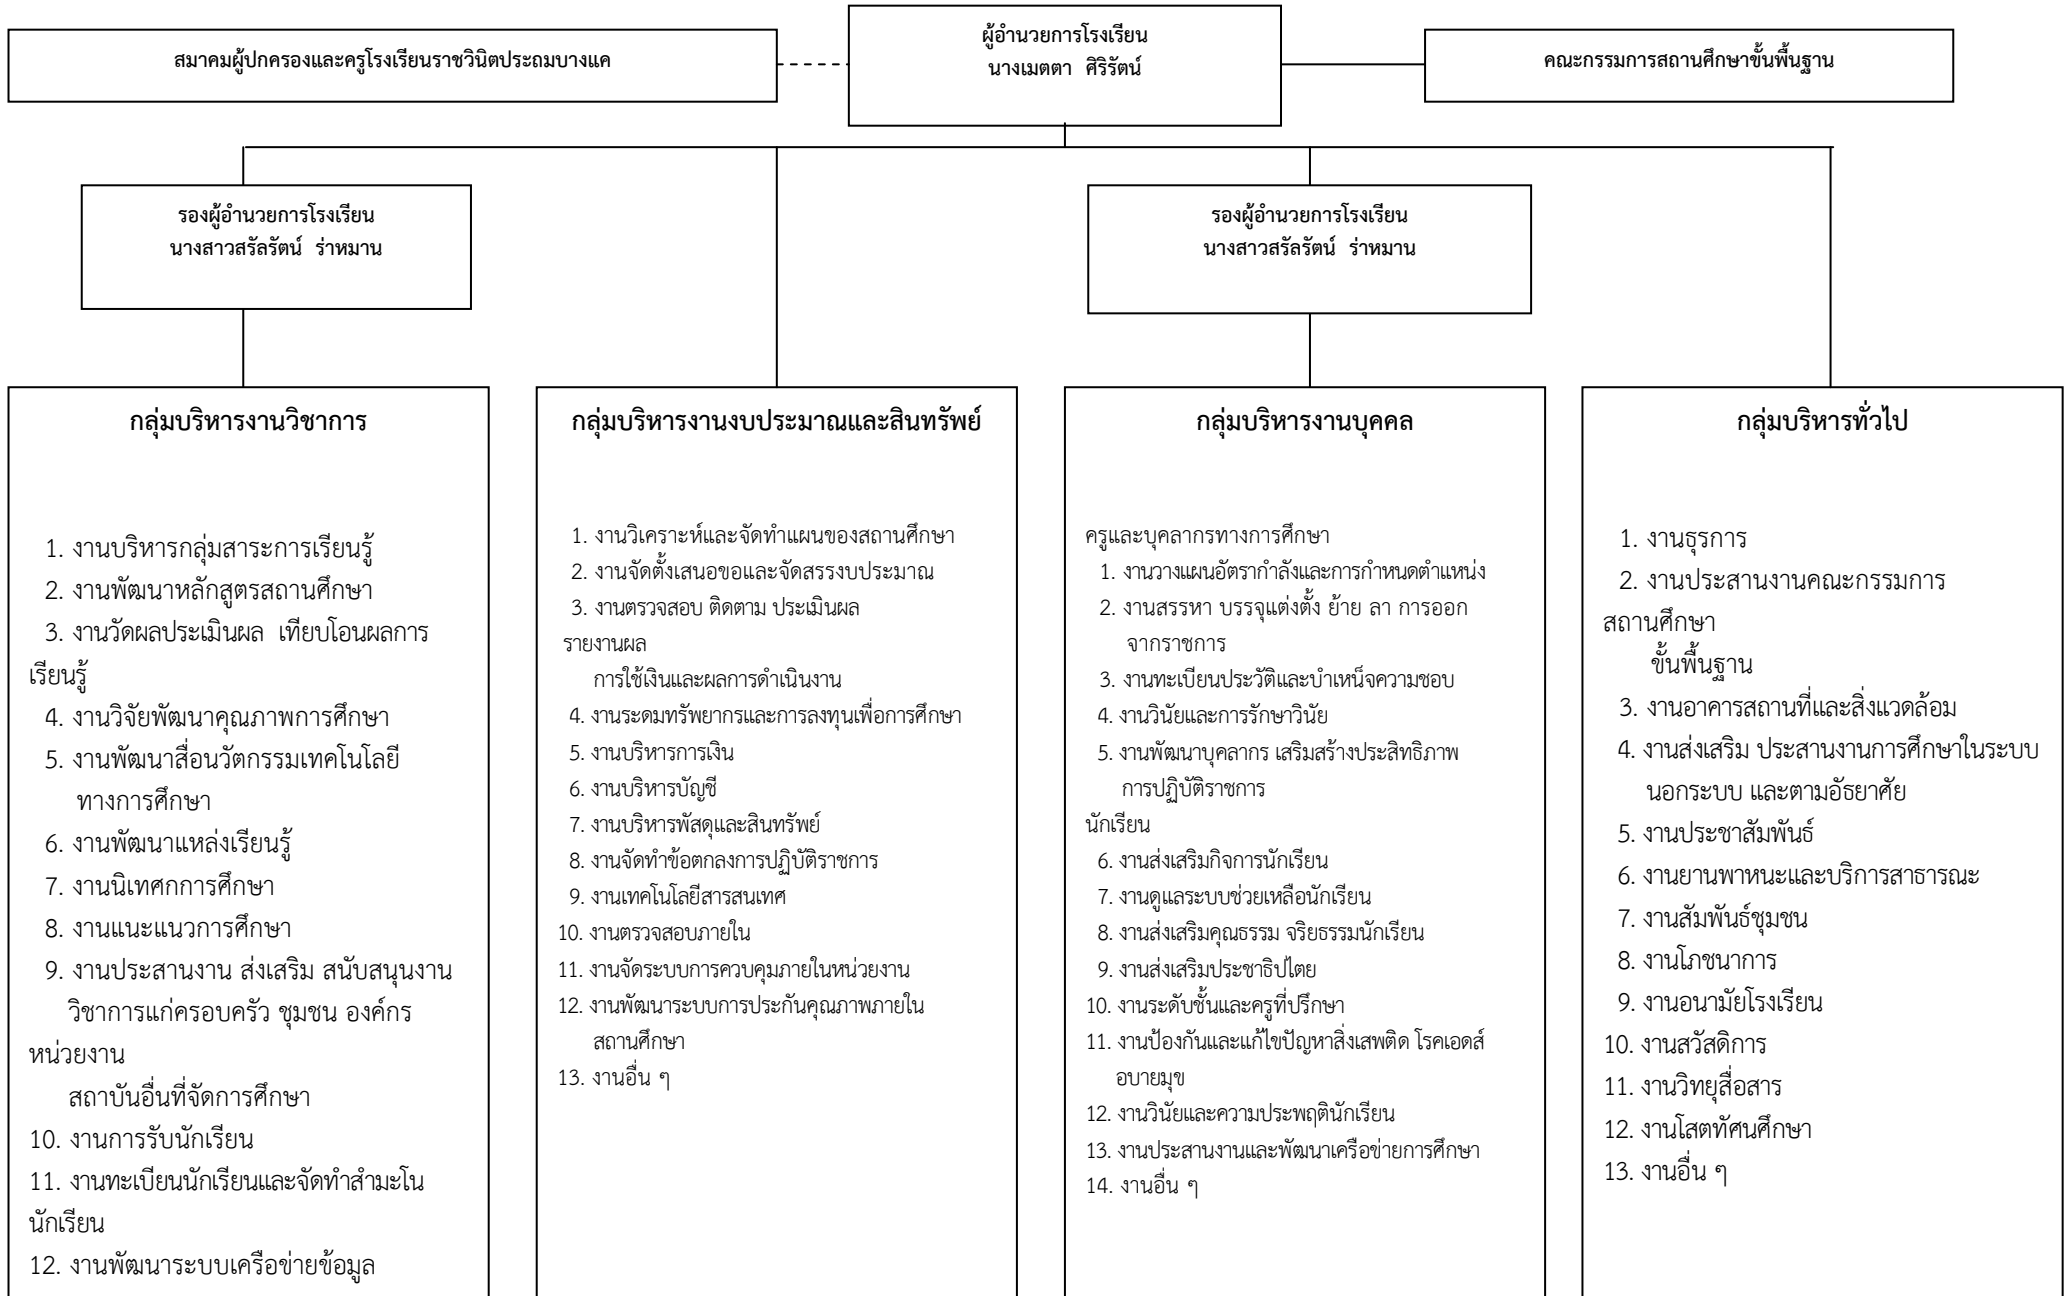 สมาคมผู้ปกครองและครูโรงเรียนราชวินิตประถมบางแค
ผู้อำนวยการโรงเรียน
นางเมตตา ศิริรัตน์
คณะกรรมการสถานศึกษาขั้นพื้นฐาน
รองผู้อำนวยการโรงเรียน
นางสาวสรัลรัตน์ ร่าหมาน
รองผู้อำนวยการโรงเรียน
นางสาวสรัลรัตน์ ร่าหมาน
กลุ่มบริหารงานวิชาการ
1. งานบริหารกลุ่มสาระการเรียนรู้
2. งานพัฒนาหลักสูตรสถานศึกษา
3. งานวัดผลประเมินผล เทียบโอนผลการ
เรียนรู้
4. งานวิจัยพัฒนาคุณภาพการศึกษา
5. งานพัฒนาสื่อนวัตกรรมเทคโนโลยี
ทางการศึกษา
6. งานพัฒนาแหล่งเรียนรู้
7. งานนิเทศกการศึกษา
8. งานแนะแนวการศึกษา
9. งานประสานงาน ส่งเสริม สนับสนุนงาน
วิชาการแก่ครอบครัว ชุมชน องค์กร
หน่วยงาน
สถาบันอื่นที่จัดการศึกษา
10. งานการรับนักเรียน
11. งานทะเบียนนักเรียนและจัดทำสำมะโน
นักเรียน
12. งานพัฒนาระบบเครือข่ายข้อมูล
กลุ่มบริหารงานงบประมาณและสินทรัพย์
1. งานวิเคราะห์และจัดทำแผนของสถานศึกษา
2. งานจัดตั้งเสนอขอและจัดสรรงบประมาณ
3. งานตรวจสอบ ติดตาม ประเมินผล
รายงานผล
การใช้เงินและผลการดำเนินงาน
4. งานระดมทรัพยากรและการลงทุนเพื่อการศึกษา
5. งานบริหารการเงิน
6. งานบริหารบัญชี
7. งานบริหารพัสดุและสินทรัพย์
8. งานจัดทำข้อตกลงการปฏิบัติราชการ
9. งานเทคโนโลยีสารสนเทศ
10. งานตรวจสอบภายใน
11. งานจัดระบบการควบคุมภายในหน่วยงาน
12. งานพัฒนาระบบการประกันคุณภาพภายใน
สถานศึกษา
13. งานอื่น ๆ
กลุ่มบริหารงานบุคคล
ครูและบุคลากรทางการศึกษา
1. งานวางแผนอัตรากำลังและการกำหนดตำแหน่ง
2. งานสรรหา บรรจุแต่งตั้ง ย้าย ลา การออก
จากราชการ
3. งานทะเบียนประวัติและบำเหน็จความชอบ
4. งานวินัยและการรักษาวินัย
5. งานพัฒนาบุคลากร เสริมสร้างประสิทธิภาพ
การปฏิบัติราชการ
นักเรียน
6. งานส่งเสริมกิจการนักเรียน
7. งานดูแลระบบช่วยเหลือนักเรียน
8. งานส่งเสริมคุณธรรม จริยธรรมนักเรียน
9. งานส่งเสริมประชาธิปไตย
10. งานระดับชั้นและครูที่ปรึกษา
11. งานป้องกันและแก้ไขปัญหาสิ่งเสพติด โรคเอดส์
อบายมุข
12. งานวินัยและความประพฤตินักเรียน
13. งานประสานงานและพัฒนาเครือข่ายการศึกษา
14. งานอื่น ๆ
กลุ่มบริหารทั่วไป
1. งานธุรการ
2. งานประสานงานคณะกรรมการ
สถานศึกษา
ขั้นพื้นฐาน
3. งานอาคารสถานที่และสิ่งแวดล้อม
4. งานส่งเสริม ประสานงานการศึกษาในระบบ
นอกระบบ และตามอัธยาศัย
5. งานประชาสัมพันธ์
6. งานยานพาหนะและบริการสาธารณะ
7. งานสัมพันธ์ชุมชน
8. งานโภชนาการ
9. งานอนามัยโรงเรียน
10. งานสวัสดิการ
11. งานวิทยุสื่อสาร
12. งานโสตทัศนศึกษา
13. งานอื่น ๆ